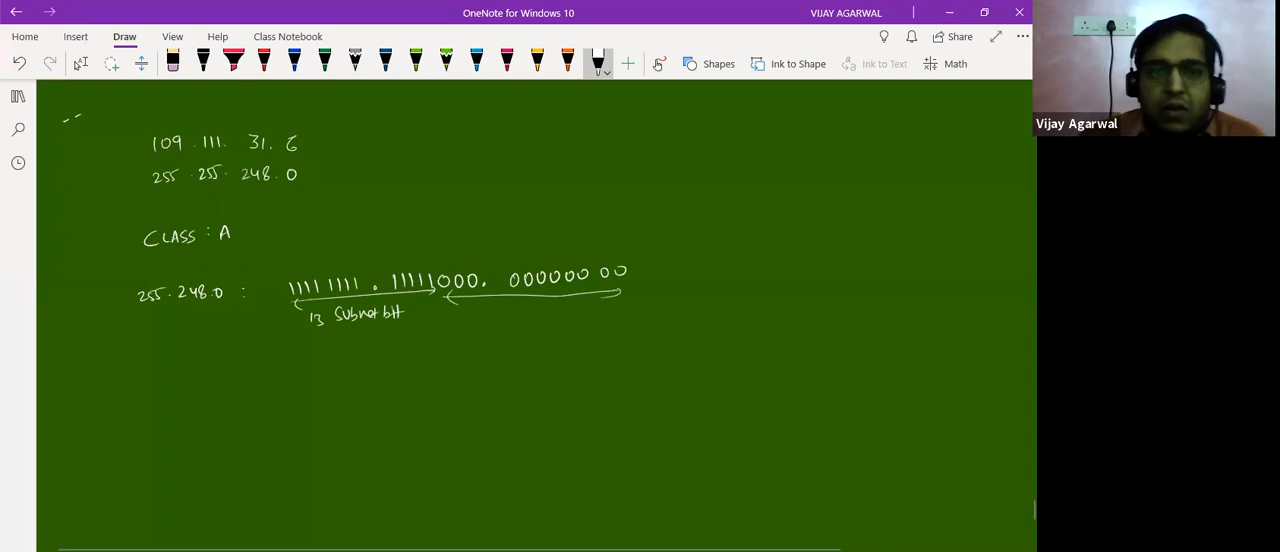 OneNote for Windows 10
VIJAY AGARWAL
Home Insert Draw View Help Class Notebook
Share
Shapes Ink to Shape Ink to Text Math
Vijay Agarwal
109 . 111 . 31 . 6
255 . 255 . 248 . 0
CLASS : A
255 . 248 . 0 : 11111111 . 11111000 . 00000000
13 Subnet bit